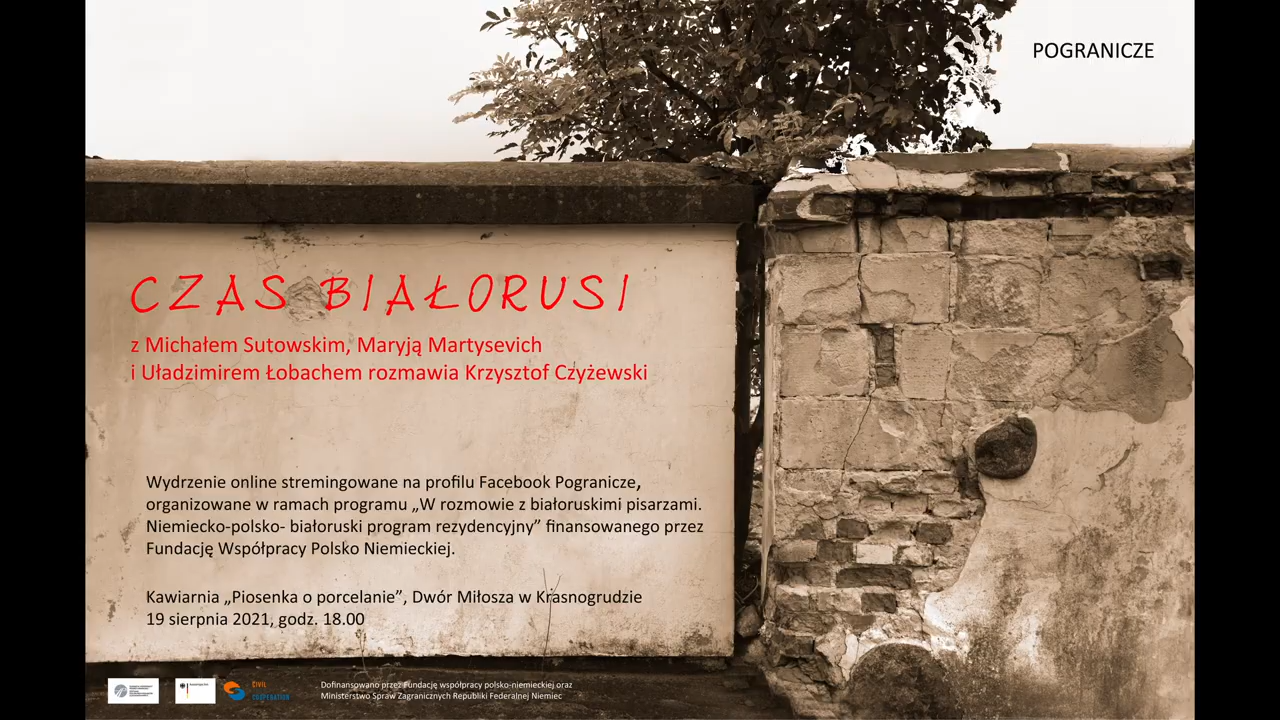 POGRANICZE
CZAS BIAŁORUSI
z Michałem Sutowskim, Maryją Martysevich
i Uładzimirem Łobachem rozmawia Krzysztof Czyżewski
Wydrzenie online stremingowane na profilu Facebook Pogranicze,
organizowane w ramach programu „W rozmowie z białoruskimi pisarzami.
Niemiecko-polsko- białoruski program rezydencyjny” finansowanego przez
Fundację Współpracy Polsko Niemieckiej.
Kawiarnia „Piosenka o porcelanie”, Dwór Miłosza w Krasnogrudzie
19 sierpnia 2021, godz. 18.00
CIVIL
COOPERATION
Dofinansowano przez Fundację współpracy polsko-niemieckiej oraz
Ministerstwo Spraw Zagranicznych Republiki Federalnej Niemiec